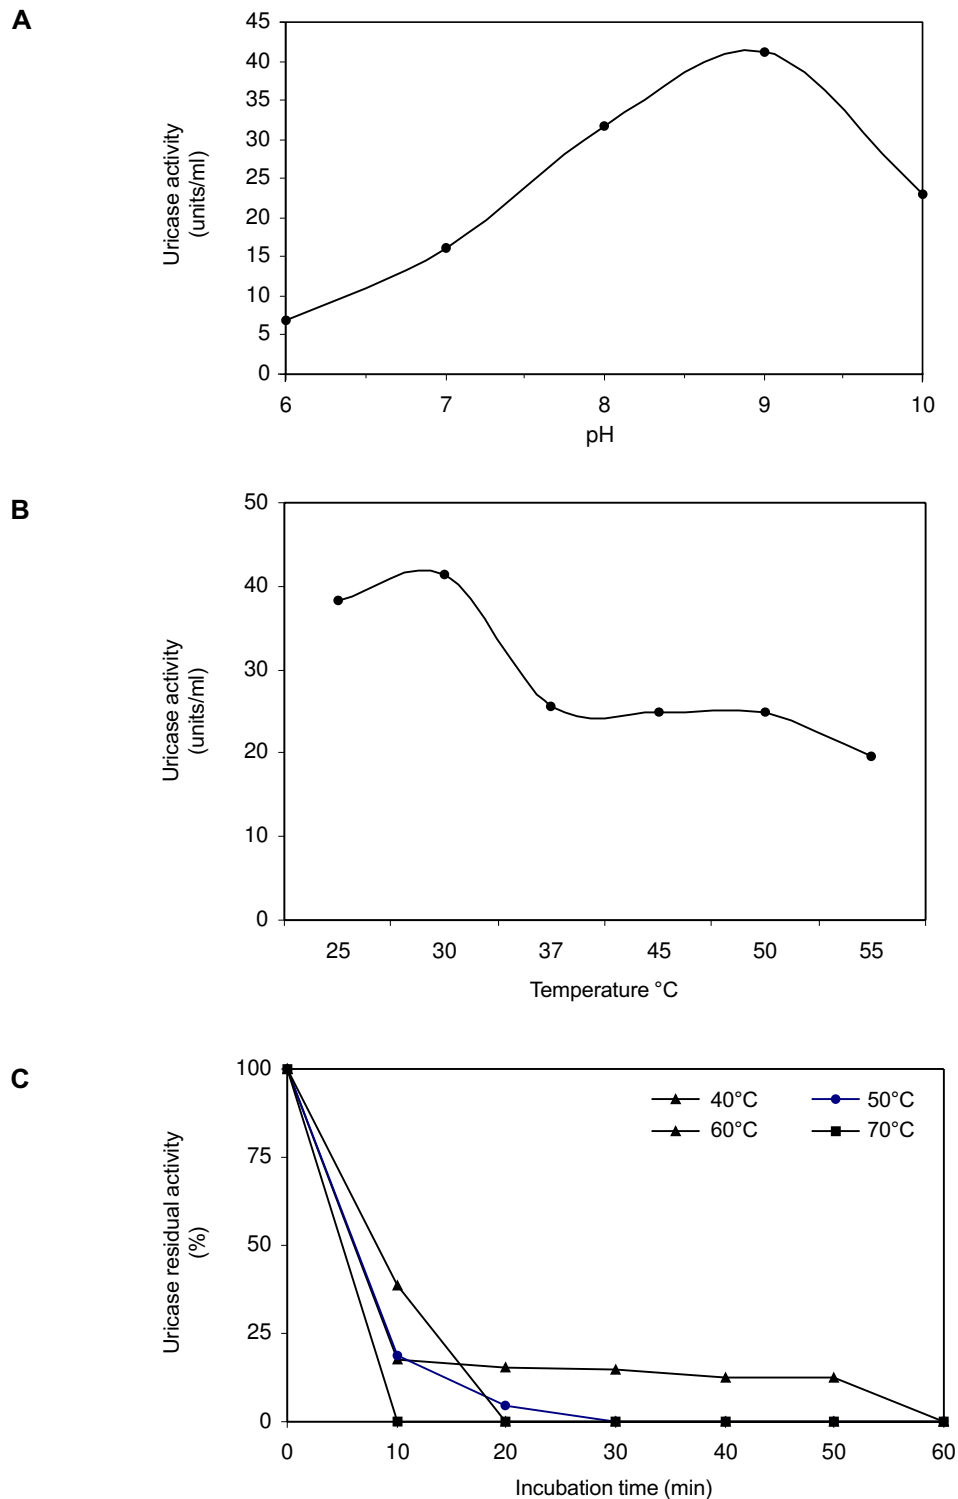 A
45
40
35
30
25
20
15
10
5
0
Uricase activity
(units/ml)
6 7 8 9 10
pH
B
50
40
30
20
10
0
Uricase activity
(units/ml)
25 30 37 45 50 55
Temperature °C
C
100
75
50
25
0
Uricase residual activity
(%)
40°C 50°C
60°C 70°C
0 10 20 30 40 50 60
Incubation time (min)